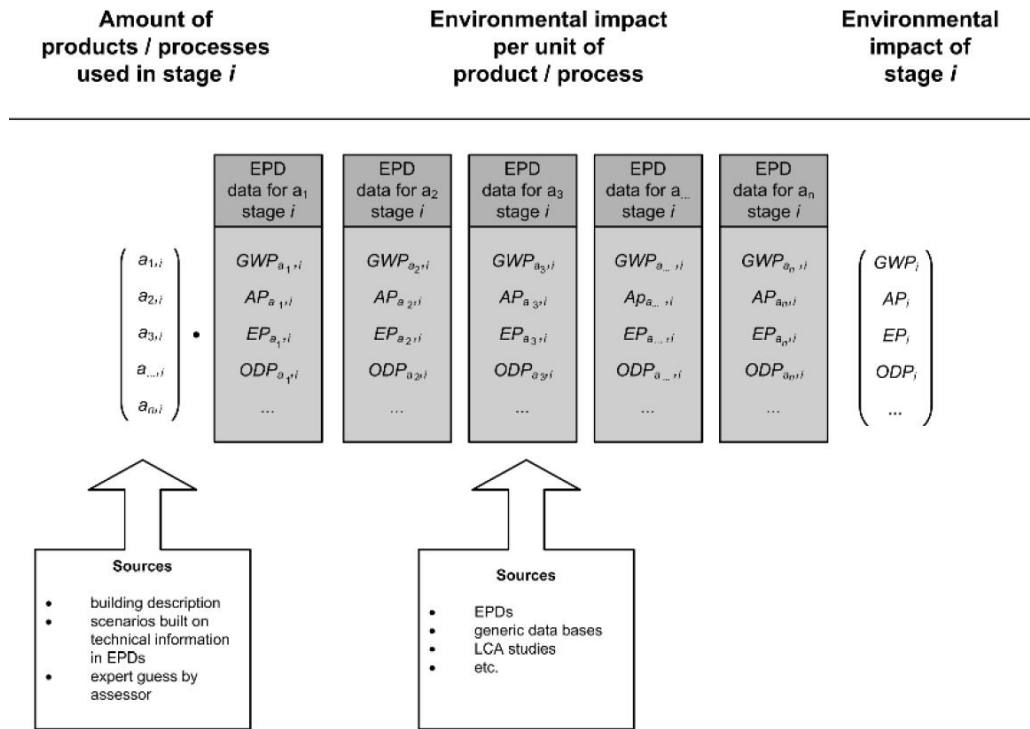 Amount of
products / processes
used in stage i
Environmental impact
per unit of
product / process
Environmental
impact of
stage i
EPD
data for a1
stage i
EPD
data for a2
stage i
EPD
data for a3
stage i
EPD
data for a...
stage i
EPD
data for an
stage i
a1,i
a2,i
a3,i
a...,i
an,i
•
GWPa1,i
APa1,i
EPa1,i
ODPa1,i
...
GWPa2,i
APa2,i
EPa2,i
ODPa2,i
...
GWPa3,i
APa3,i
EPa3,i
ODPa3,i
...
GWPa...,i
Apa...,i
EPa...,i
ODPa...,i
...
GWPan,i
APan,i
EPan,i
ODPan,i
...
GWPi
APi
EPi
ODPi
...
Sources
• building description
• scenarios built on
technical information
in EPDs
• expert guess by
assessor
Sources
• EPDs
• generic data bases
• LCA studies
• etc.